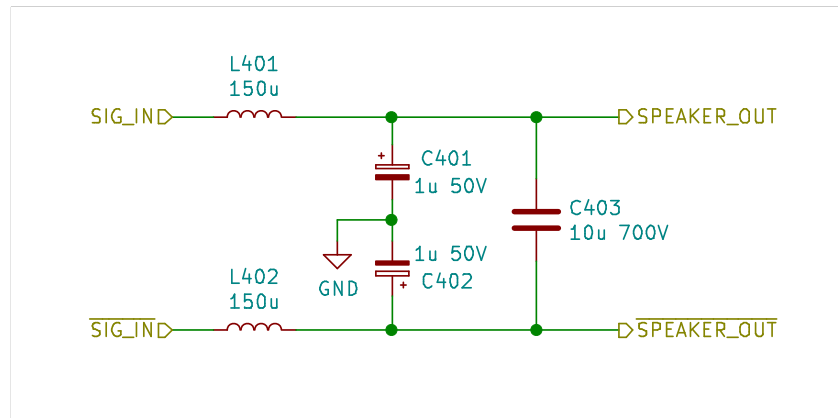 L401
150u
SIG_IN
SPEAKER_OUT
+
C401
1u 50V
C403
10u 700V
1u 50V
C402
+
GND
L402
150u
SIG_IN
SPEAKER_OUT